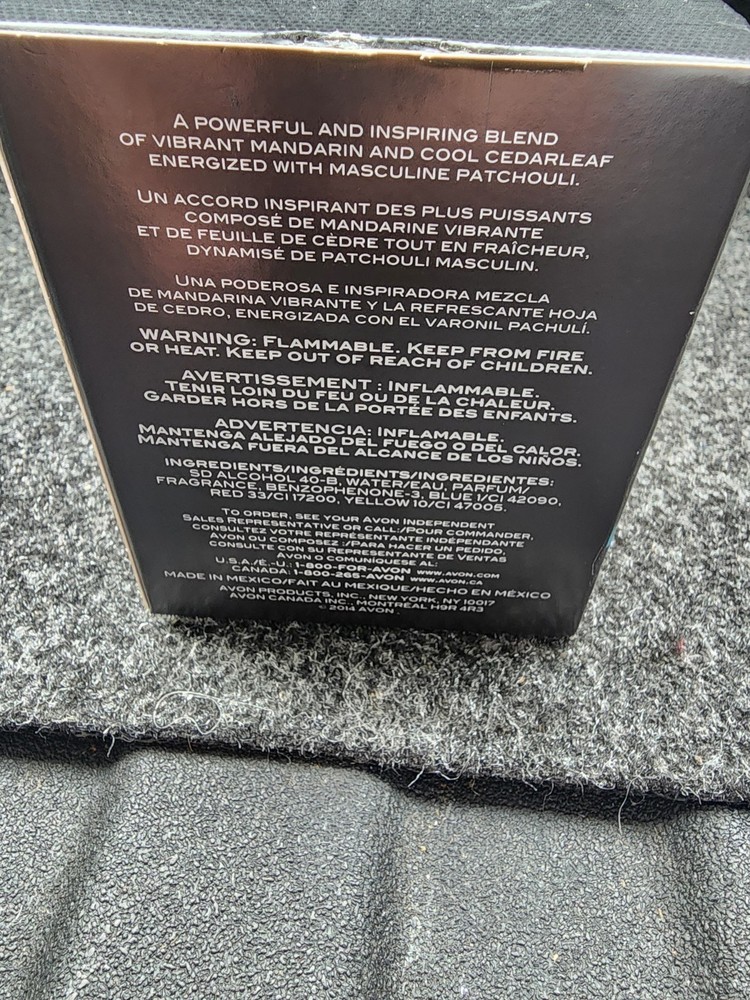 A POWERFUL AND INSPIRING BLEND
OF VIBRANT MANDARIN AND COOL CEDARLEAF
ENERGIZED WITH MASCULINE PATCHOULI.
UN ACCORD INSPIRANT DES PLUS PUISSANTS
COMPOSÉ DE MANDARINE VIBRANTE
ET DE FEUILLE DE CÈDRE TOUT EN FRAÎCHEUR,
DYNAMISÉ DE PATCHOULI MASCULIN.
UNA PODEROSA E INSPIRADORA MEZCLA
DE MANDARINA VIBRANTE Y LA REFRESCANTE HOJA
DE CEDRO, ENERGIZADA CON EL VARONIL PACHULÍ.
WARNING: FLAMMABLE. KEEP FROM FIRE
OR HEAT. KEEP OUT OF REACH OF CHILDREN.
AVERTISSEMENT : INFLAMMABLE.
TENIR LOIN DU FEU OU DE LA CHALEUR.
GARDER HORS DE LA PORTÉE DES ENFANTS.
ADVERTENCIA: INFLAMABLE.
MANTENGA ALEJADO DEL FUEGO O DEL CALOR.
MANTENGA FUERA DEL ALCANCE DE LOS NIÑOS.
INGREDIENTS/INGRÉDIENTS/INGREDIENTES:
SD ALCOHOL 40-B, WATER/EAU, PARFUM/
FRAGRANCE, BENZOPHENONE-3, BLUE 1/CI 42090,
RED 33/CI 17200, YELLOW 10/CI 47005.
TO ORDER, SEE YOUR AVON INDEPENDENT
SALES REPRESENTATIVE OR CALL:/POUR COMMANDER,
CONSULTEZ VOTRE REPRÉSENTANTE INDÉPENDANTE
AVON OU COMPOSEZ :/PARA HACER UN PEDIDO,
CONSULTE CON SU REPRESENTANTE DE VENTAS
AVON O COMUNÍQUESE AL:
U.S.A./É.-U.: 1-800-FOR-AVON WWW.AVON.COM
CANADA: 1-800-265-AVON WWW.AVON.CA
MADE IN MEXICO/FAIT AU MEXIQUE/HECHO EN MÉXICO
AVON PRODUCTS, INC., NEW YORK, NY 10017
AVON CANADA INC., MONTRÉAL H9R 4R3
© 2014 AVON